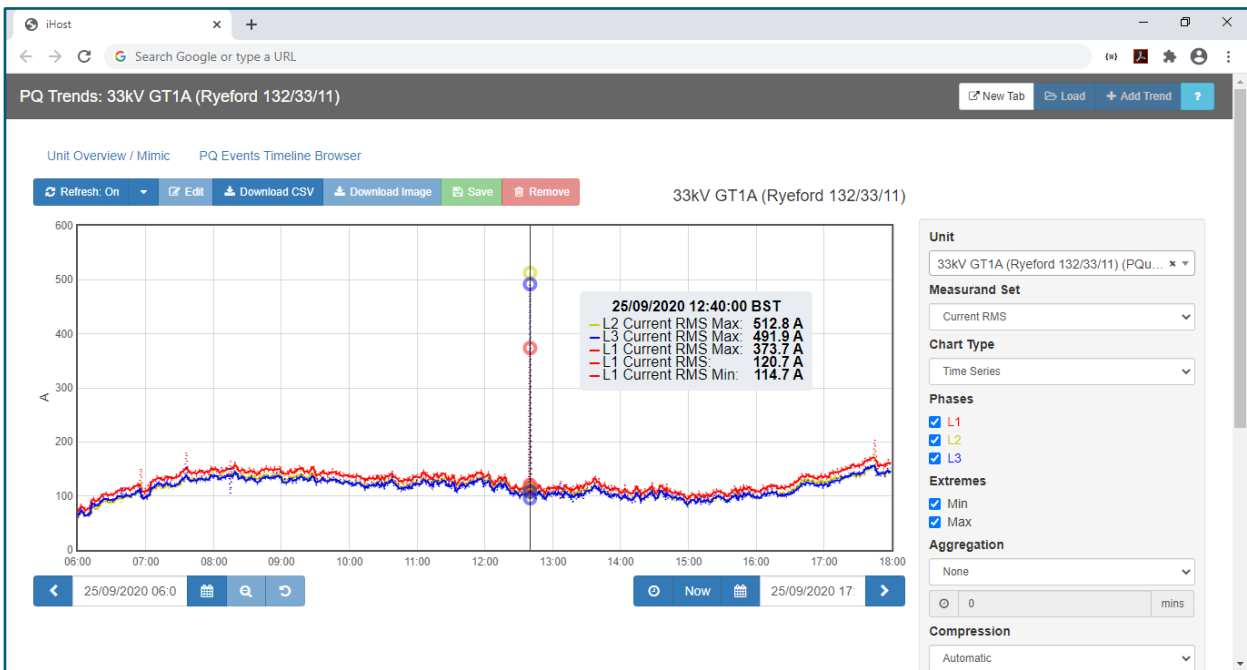 iHost
Search Google or type a URL
PQ Trends: 33kV GT1A (Ryeford 132/33/11)
New Tab
Load
+ Add Trend
?
Unit Overview / Mimic
PQ Events Timeline Browser
Refresh: On
Edit
Download CSV
Download Image
Save
Remove
33kV GT1A (Ryeford 132/33/11)
600
500
400
300
200
100
0
A
25/09/2020 12:40:00 BST
L2 Current RMS Max: 512.8 A
L3 Current RMS Max: 491.9 A
L1 Current RMS Max: 373.7 A
L1 Current RMS: 120.7 A
L1 Current RMS Min: 114.7 A
06:00 07:00 08:00 09:00 10:00 11:00 12:00 13:00 14:00 15:00 16:00 17:00 18:00
25/09/2020 06:0
Now
25/09/2020 17:
Unit
33kV GT1A (Ryeford 132/33/11) (PQu...
Measurand Set
Current RMS
Chart Type
Time Series
Phases
L1
L2
L3
Extremes
Min
Max
Aggregation
None
0 mins
Compression
Automatic